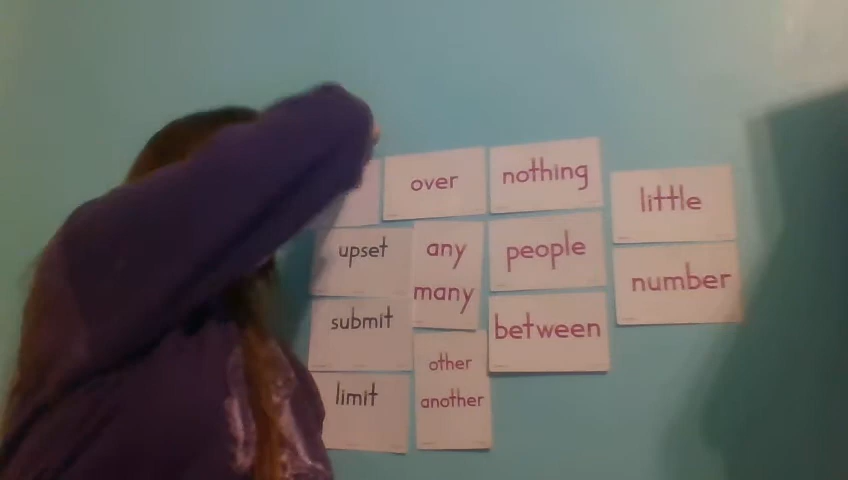 over
nothing
little
upset
any
many
people
number
submit
between
limit
other
another